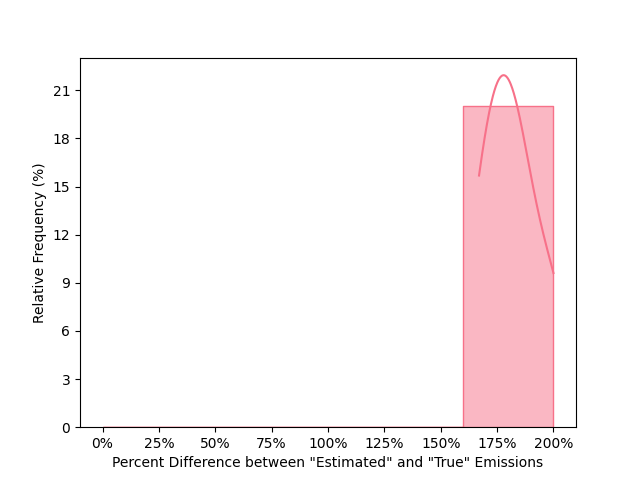 Relative Frequency (%)
21
18
15
12
9
6
3
0
0% 25% 50% 75% 100% 125% 150% 175% 200%
Percent Difference between "Estimated" and "True" Emissions